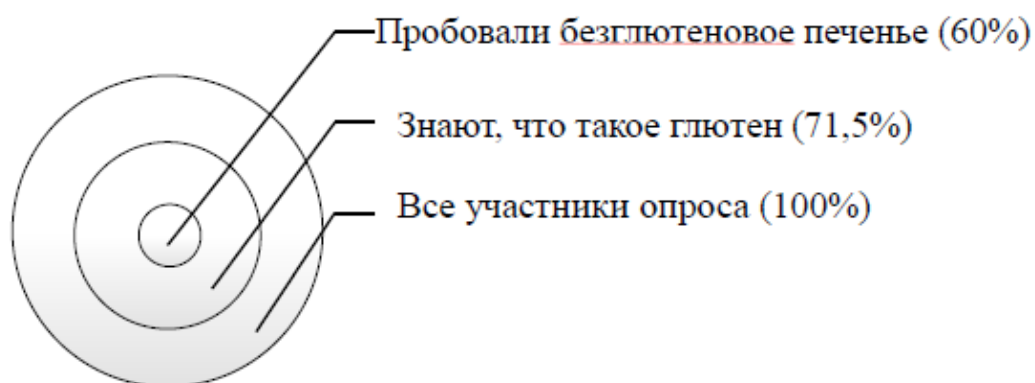 Пробовали безглютеновое печенье (60%)
Знают, что такое глютен (71,5%)
Все участники опроса (100%)